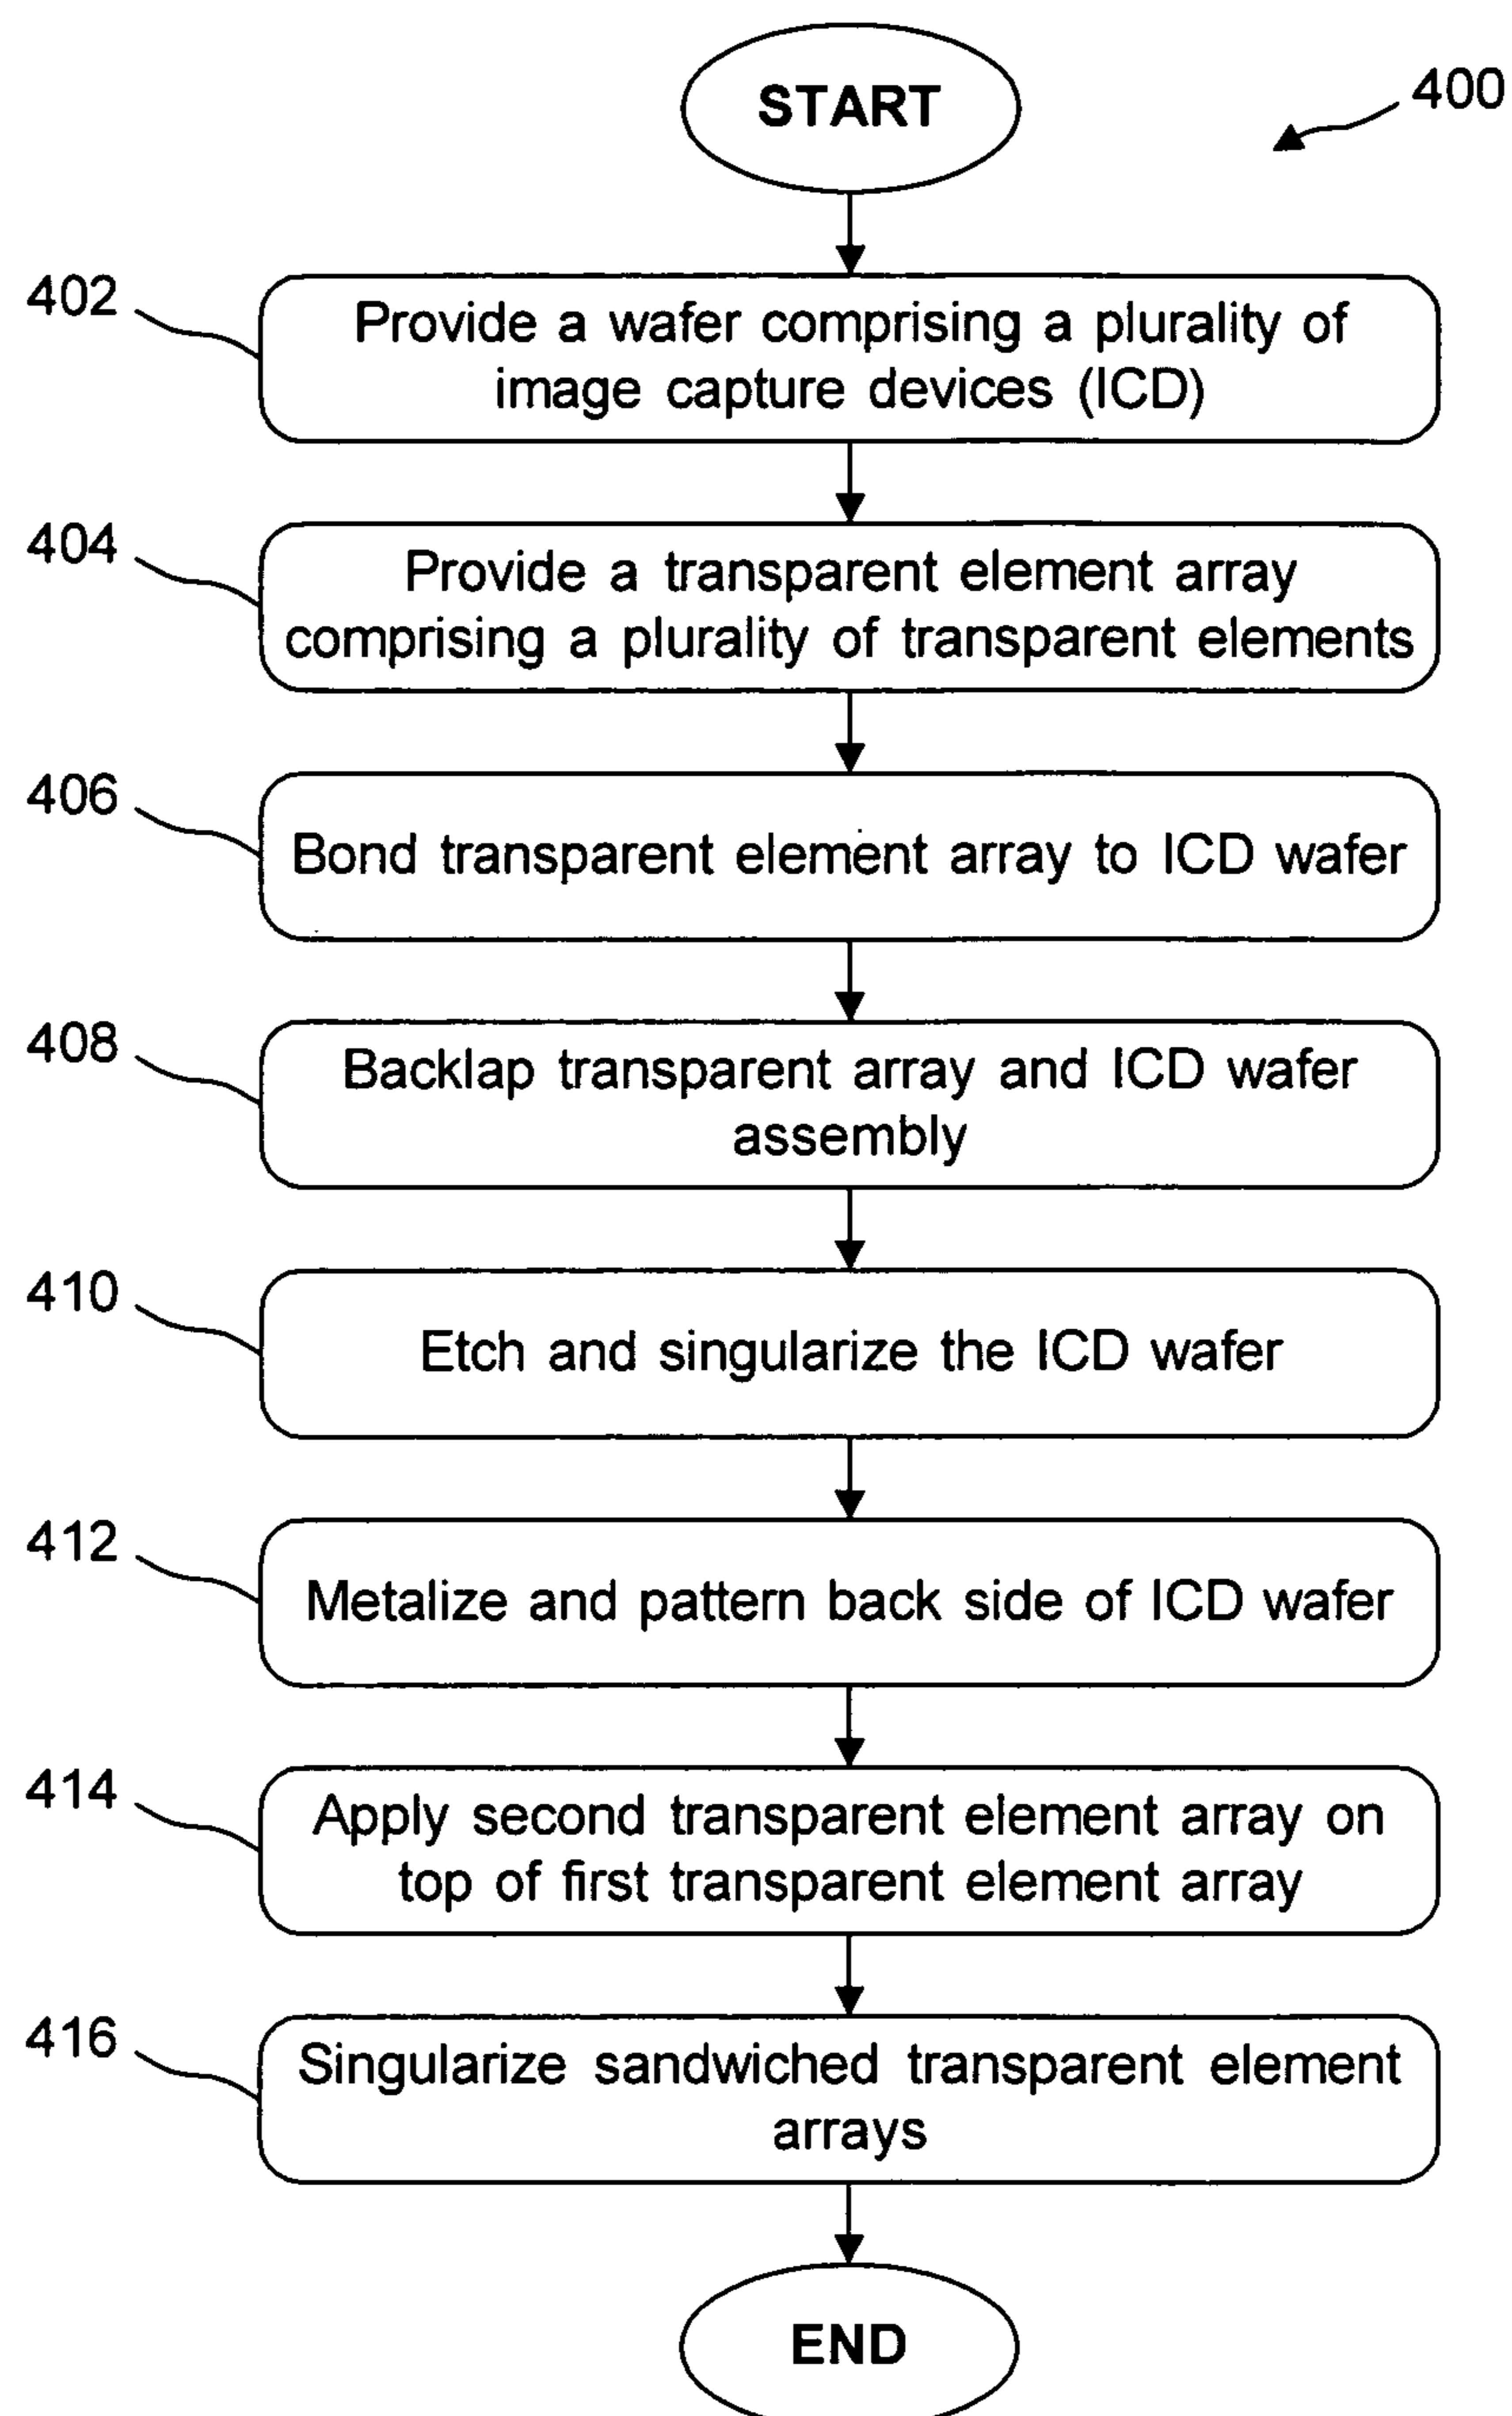 START
400
402
Provide a wafer comprising a plurality of
image capture devices (ICD)
404
Provide a transparent element array
comprising a plurality of transparent elements
406
Bond transparent element array to ICD wafer
408
Backlap transparent array and ICD wafer
assembly
410
Etch and singularize the ICD wafer
412
Metalize and pattern back side of ICD wafer
414
Apply second transparent element array on
top of first transparent element array
416
Singularize sandwiched transparent element
arrays
END